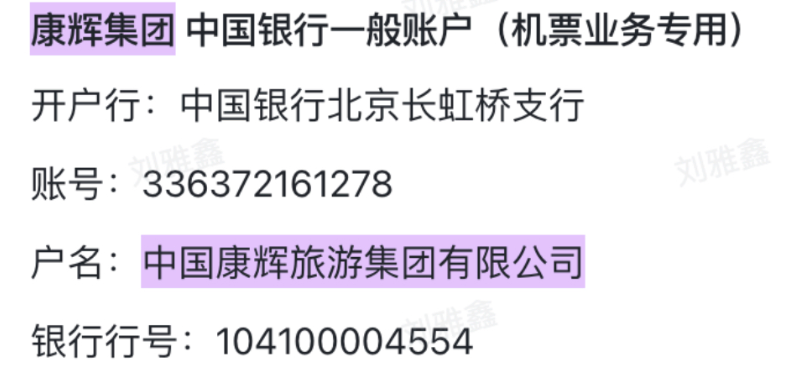 康辉集团 中国银行一般账户（机票业务专用）
开户行：中国银行北京长虹桥支行
账号：336372161278
户名：中国康辉旅游集团有限公司
银行行号：104100004554
刘雅鑫
刘雅鑫
刘雅鑫
刘雅鑫